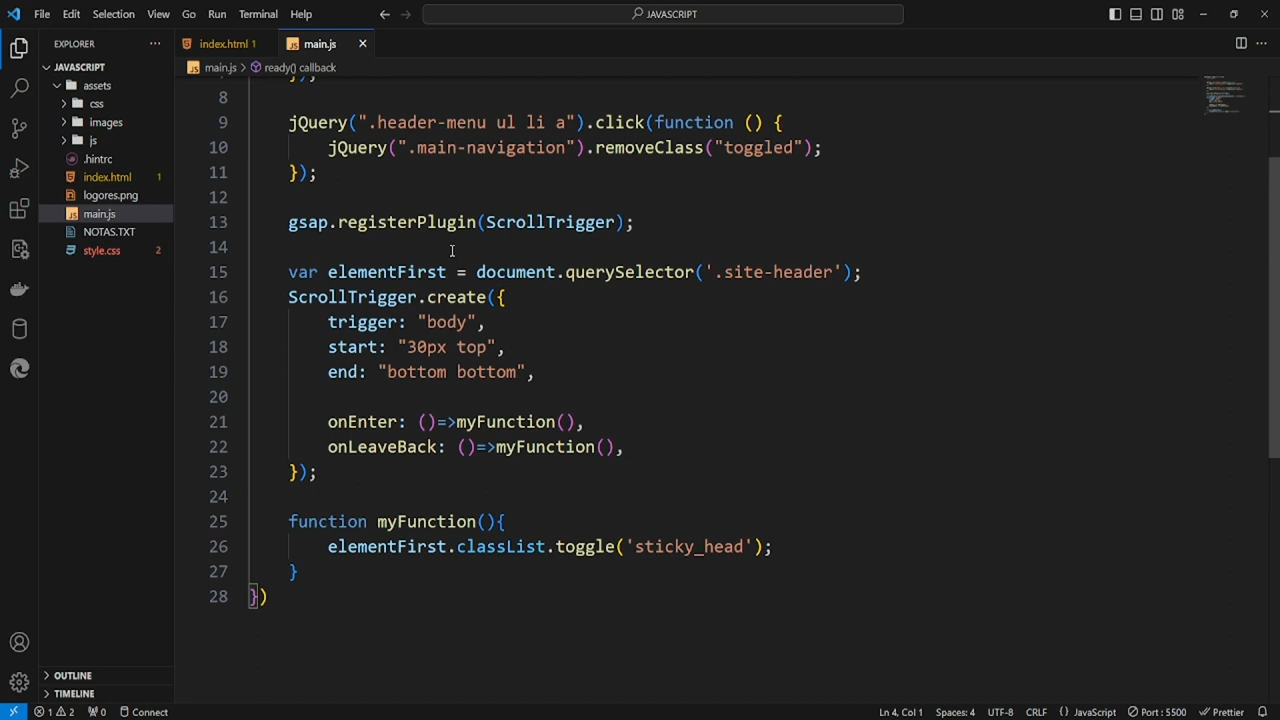 File Edit Selection View Go Run Terminal Help
JAVASCRIPT
EXPLORER
JAVASCRIPT
assets
css
images
js
.hintrc
index.html 1
logores.png
main.js
NOTAS.TXT
style.css 2
OUTLINE
TIMELINE
index.html 1 main.js
main.js > ready() callback
8
9 jQuery(".header-menu ul li a").click(function () {
10 jQuery(".main-navigation").removeClass("toggled");
11 });
12
13 gsap.registerPlugin(ScrollTrigger);
14
15 var elementFirst = document.querySelector('.site-header');
16 ScrollTrigger.create({
17 trigger: "body",
18 start: "30px top",
19 end: "bottom bottom",
20
21 onEnter: ()=>myFunction(),
22 onLeaveBack: ()=>myFunction(),
23 });
24
25 function myFunction(){
26 elementFirst.classList.toggle('sticky_head');
27 }
28 })
1 2 0 Connect Ln 4, Col 1 Spaces: 4 UTF-8 CRLF {} JavaScript Port : 5500 Prettier